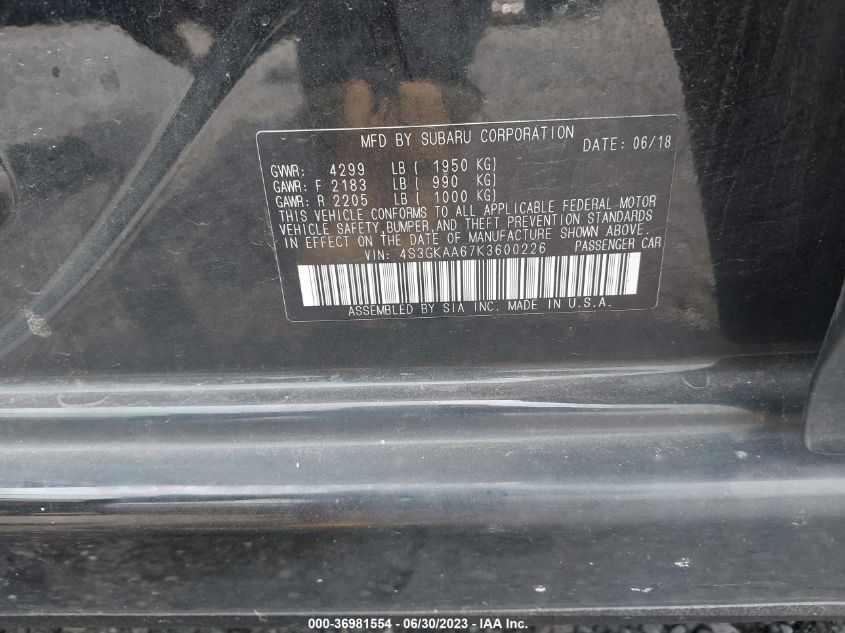 MFD BY SUBARU CORPORATION DATE: 06/18
GVWR: 4299 LB ( 1950 KG)
GAWR: F 2183 LB ( 990 KG)
GAWR: R 2205 LB ( 1000 KG)
THIS VEHICLE CONFORMS TO ALL APPLICABLE FEDERAL MOTOR
VEHICLE SAFETY,BUMPER,AND THEFT PREVENTION STANDARDS
IN EFFECT ON THE DATE OF MANUFACTURE SHOWN ABOVE.
VIN: 4S3GKAA67K3600226 PASSENGER CAR
ASSEMBLED BY SIA INC. MADE IN U.S.A.
000-36981554 - 06/30/2023 - IAA Inc.